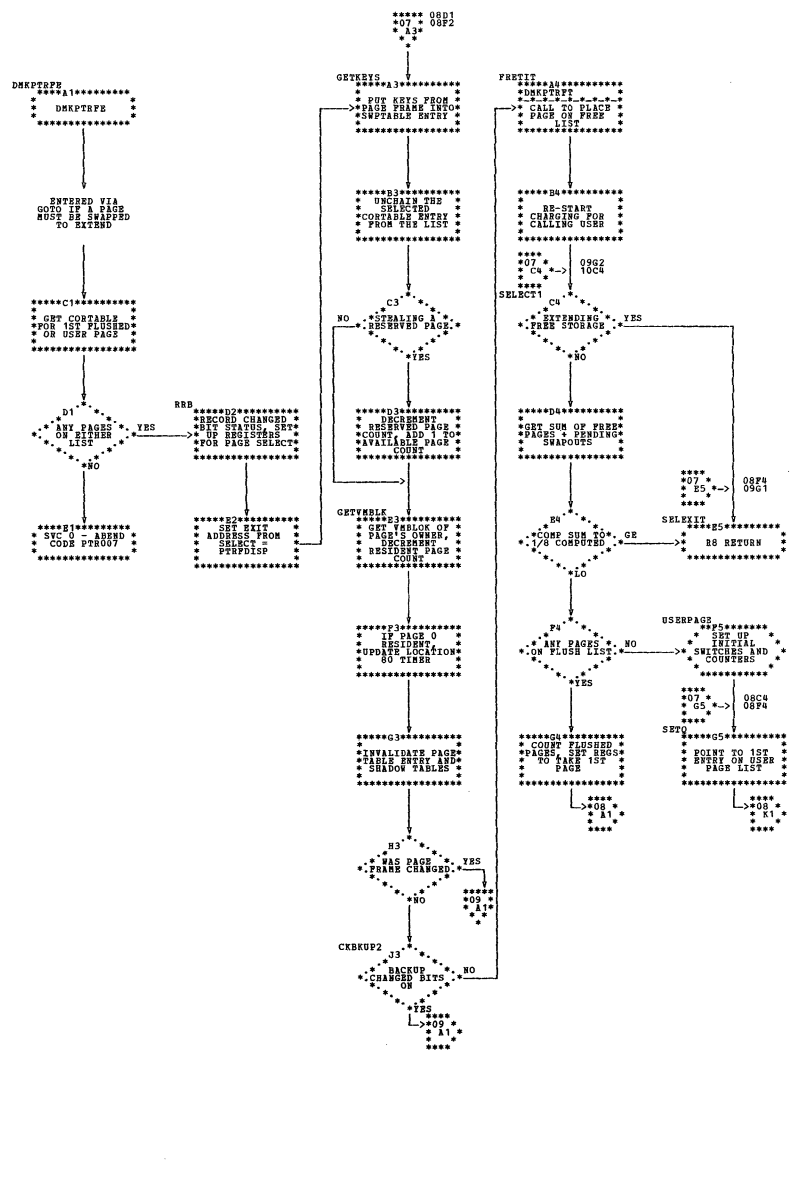 08D1
07 08F2
A3
DMKPTRFE
A1
DMKPTRFE
ENTERED VIA
GOTO IF A PAGE
MUST BE SWAPPED
TO EXTEND
C1
GET CORTABLE
FOR 1ST FLUSHED
OR USER PAGE
D1
ANY PAGES
ON EITHER
LIST
YES
NO
E1
SVC 0 - ABEND
CODE PTR007
RRB
D2
RECORD CHANGED
BIT STATUS, SET
UP REGISTERS
FOR PAGE SELECT
E2
SET EXIT
ADDRESS FROM
SELECT =
PTRFDISP
GETKEYS
A3
PUT KEYS FROM
PAGE FRAME INTO
SWPTABLE ENTRY
B3
UNCHAIN THE
SELECTED
CORTABLE ENTRY
FROM THE LIST
C3
STEALING A
RESERVED PAGE
NO
YES
D3
DECREMENT
RESERVED PAGE
COUNT, ADD 1 TO
AVAILABLE PAGE
COUNT
GETVMBLK
E3
GET VMBLOK OF
PAGE'S OWNER,
DECREMENT
RESIDENT PAGE
COUNT
F3
IF PAGE 0
RESIDENT,
UPDATE LOCATION
80 TIMER
G3
INVALIDATE PAGE
TABLE ENTRY AND
SHADOW TABLES
H3
WAS PAGE
FRAME CHANGED
YES
09
A1
NO
CKBKUP2
J3
BACKUP
CHANGED BITS
ON
NO
YES
09
A1
FRETIT
A4
DMKPTRFT
CALL TO PLACE
PAGE ON FREE
LIST
B4
RE-START
CHARGING FOR
CALLING USER
07 09G2
C4 10C4
SELECT1
C4
EXTENDING
FREE STORAGE
YES
NO
D4
GET SUM OF FREE
PAGES + PENDING
SWAPOUTS
E4
COMP SUM TO
1/8 COMPUTED
GE
LO
F4
ANY PAGES
ON FLUSH LIST
NO
YES
G4
COUNT FLUSHED
PAGES, SET REGS
TO TAKE 1ST
PAGE
08
A1
07 08F4
E5 09G1
SELEXIT
E5
R8 RETURN
USERPAGE
F5
SET UP
INITIAL
SWITCHES AND
COUNTERS
07 08C4
G5 08F4
SETQ
G5
POINT TO 1ST
ENTRY ON USER
PAGE LIST
08
K1